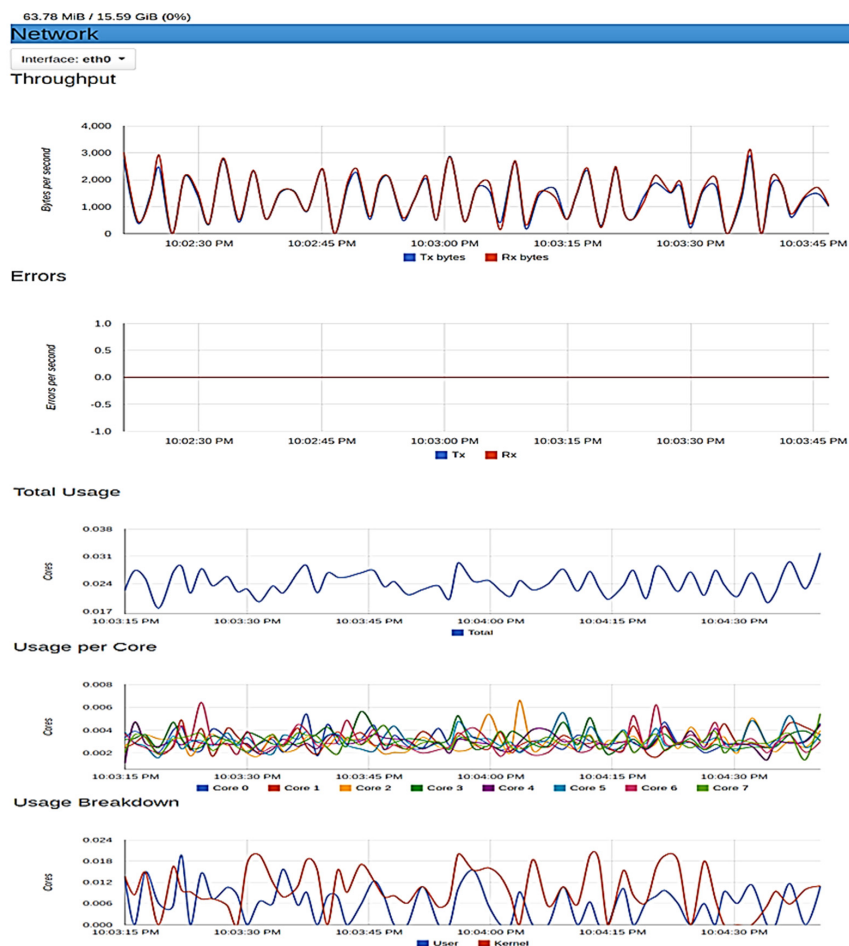 63.78 MiB / 15.59 GiB (0%)
Network
Interface: eth0
Throughput
4,000
3,000
2,000
1,000
0
Bytes per second
10:02:30 PM 10:02:45 PM 10:03:00 PM 10:03:15 PM 10:03:30 PM 10:03:45 PM
Tx bytes Rx bytes
Errors
1.0
0.5
0.0
-0.5
-1.0
Errors per second
10:02:30 PM 10:02:45 PM 10:03:00 PM 10:03:15 PM 10:03:30 PM 10:03:45 PM
Tx Rx
Total Usage
0.038
0.031
0.024
0.017
Cores
10:03:15 PM 10:03:30 PM 10:03:45 PM 10:04:00 PM 10:04:15 PM 10:04:30 PM
Total
Usage per Core
0.008
0.006
0.004
0.002
Cores
10:03:15 PM 10:03:30 PM 10:03:45 PM 10:04:00 PM 10:04:15 PM 10:04:30 PM
Core 0 Core 1 Core 2 Core 3 Core 4 Core 5 Core 6 Core 7
Usage Breakdown
0.024
0.018
0.012
0.006
0.000
Cores
10:03:15 PM 10:03:30 PM 10:03:45 PM 10:04:00 PM 10:04:15 PM 10:04:30 PM
User Kernel